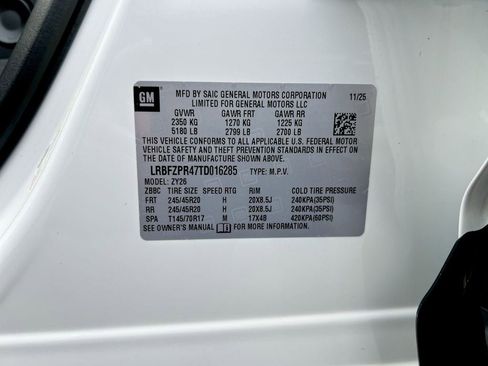 GM
MFD BY SAIC GENERAL MOTORS CORPORATION
LIMITED FOR GENERAL MOTORS LLC
11/25
GVWR GAWR FRT GAWR RR
2350 KG 1270 KG 1225 KG
5180 LB 2799 LB 2700 LB
THIS VEHICLE CONFORMS TO ALL APPLICABLE U.S. FEDERAL MOTOR
VEHICLE SAFETY AND THEFT PREVENTION STANDARDS IN EFFECT
ON THE DATE OF MANUFACTURE SHOWN ABOVE.
LRBFZPR47TD016285 TYPE: M.P.V.
MODEL: ZY26
ZBBC TIRE SIZE SPEED RTG RIM COLD TIRE PRESSURE
FRT 245/45R20 H 20X8.5J 240KPA(35PSI)
RR 245/45R20 H 20X8.5J 240KPA(35PSI)
SPA T145/70R17 M 17X4B 420KPA(60PSI)
SEE OWNER'S MANUAL FOR MORE INFORMATION.